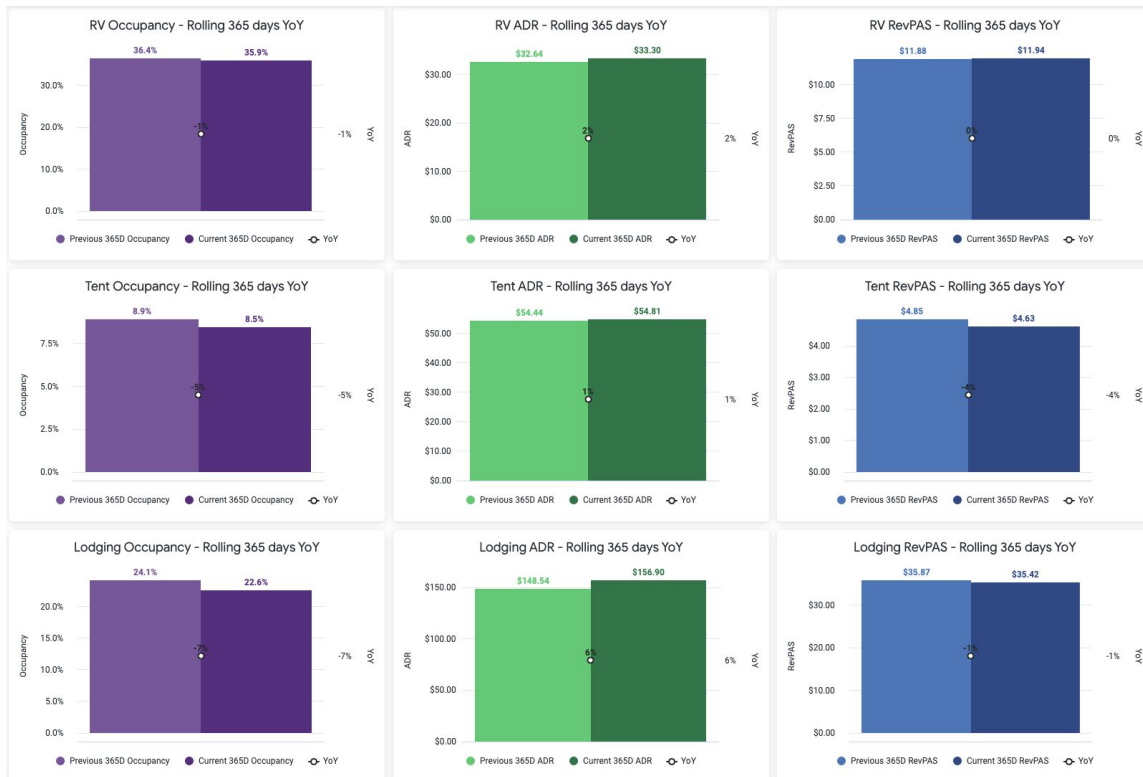 RV Occupancy - Rolling 365 days YoY
36.4%
35.9%
30.0%
20.0%
10.0%
0.0%
Occupancy
-1%
-1%
YoY
Previous 365D Occupancy
Current 365D Occupancy
YoY
RV ADR - Rolling 365 days YoY
$32.64
$33.30
$30.00
$20.00
$10.00
$0.00
ADR
2%
2%
YoY
Previous 365D ADR
Current 365D ADR
YoY
RV RevPAS - Rolling 365 days YoY
$11.88
$11.94
$10.00
$7.50
$5.00
$2.50
$0.00
RevPAS
0%
0%
YoY
Previous 365D RevPAS
Current 365D RevPAS
YoY
Tent Occupancy - Rolling 365 days YoY
8.9%
8.5%
7.5%
5.0%
2.5%
0.0%
Occupancy
-5%
-5%
YoY
Previous 365D Occupancy
Current 365D Occupancy
YoY
Tent ADR - Rolling 365 days YoY
$54.44
$54.81
$50.00
$40.00
$30.00
$20.00
$10.00
$0.00
ADR
1%
1%
YoY
Previous 365D ADR
Current 365D ADR
YoY
Tent RevPAS - Rolling 365 days YoY
$4.85
$4.63
$4.00
$3.00
$2.00
$1.00
$0.00
RevPAS
-4%
-4%
YoY
Previous 365D RevPAS
Current 365D RevPAS
YoY
Lodging Occupancy - Rolling 365 days YoY
24.1%
22.6%
20.0%
15.0%
10.0%
5.0%
0.0%
Occupancy
-7%
-7%
YoY
Previous 365D Occupancy
Current 365D Occupancy
YoY
Lodging ADR - Rolling 365 days YoY
$148.54
$156.90
$150.00
$100.00
$50.00
$0.00
ADR
6%
6%
YoY
Previous 365D ADR
Current 365D ADR
YoY
Lodging RevPAS - Rolling 365 days YoY
$35.87
$35.42
$30.00
$20.00
$10.00
$0.00
RevPAS
-1%
-1%
YoY
Previous 365D RevPAS
Current 365D RevPAS
YoY